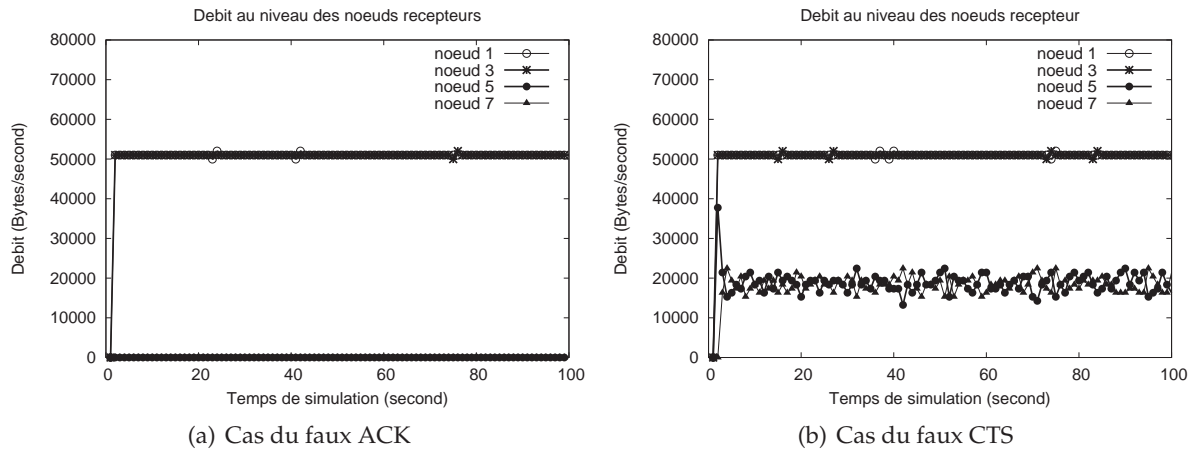 Debit au niveau des noeuds recepteurs
80000
70000
60000
50000
40000
30000
20000
10000
0
0
20
40
60
80
100
Debit (Bytes/second)
Temps de simulation (second)
noeud 1
noeud 3
noeud 5
noeud 7
(a) Cas du faux ACK
Debit au niveau des noeuds recepteur
80000
70000
60000
50000
40000
30000
20000
10000
0
0
20
40
60
80
100
Debit (Bytes/second)
Temps de simulation (second)
noeud 1
noeud 3
noeud 5
noeud 7
(b) Cas du faux CTS